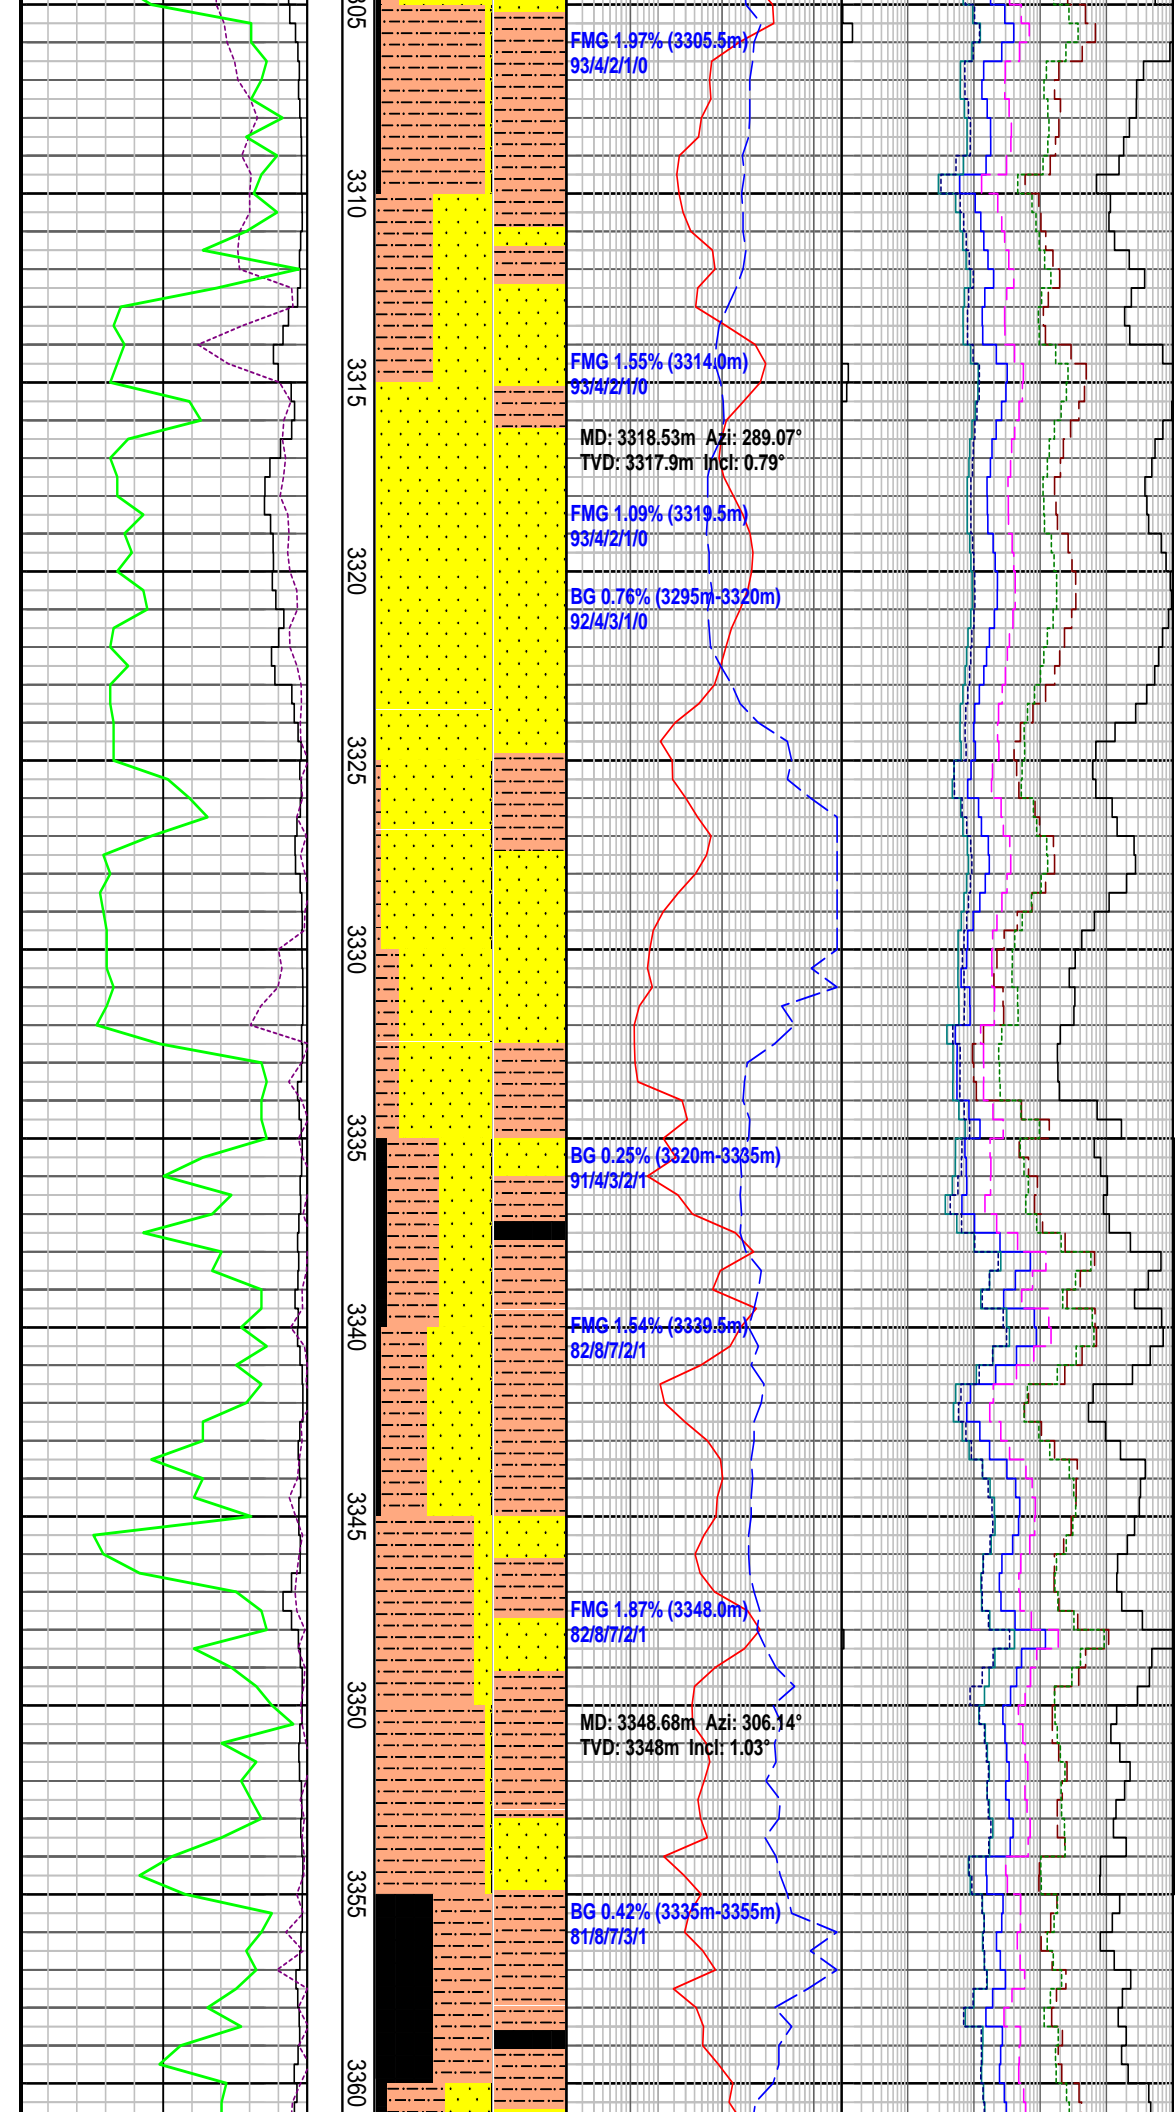 305
FMG 1.97% (3305.5m)
93/4/2/1/0
3310
FMG 1.55% (3314.0m)
93/4/2/1/0
3315
MD: 3318.53m Azi: 289.07°
TVD: 3317.9m Incl: 0.79°
FMG 1.09% (3319.5m)
93/4/2/1/0
3320
BG 0.76% (3295m-3320m)
92/4/3/1/0
3325
3330
3335
BG 0.25% (3320m-3335m)
91/4/3/2/1
3340
FMG 1.54% (3339.5m)
82/8/7/2/1
3345
FMG 1.87% (3348.0m)
82/8/7/2/1
3350
MD: 3348.68m Azi: 306.14°
TVD: 3348m Incl: 1.03°
3355
BG 0.42% (3335m-3355m)
81/8/7/3/1
3360